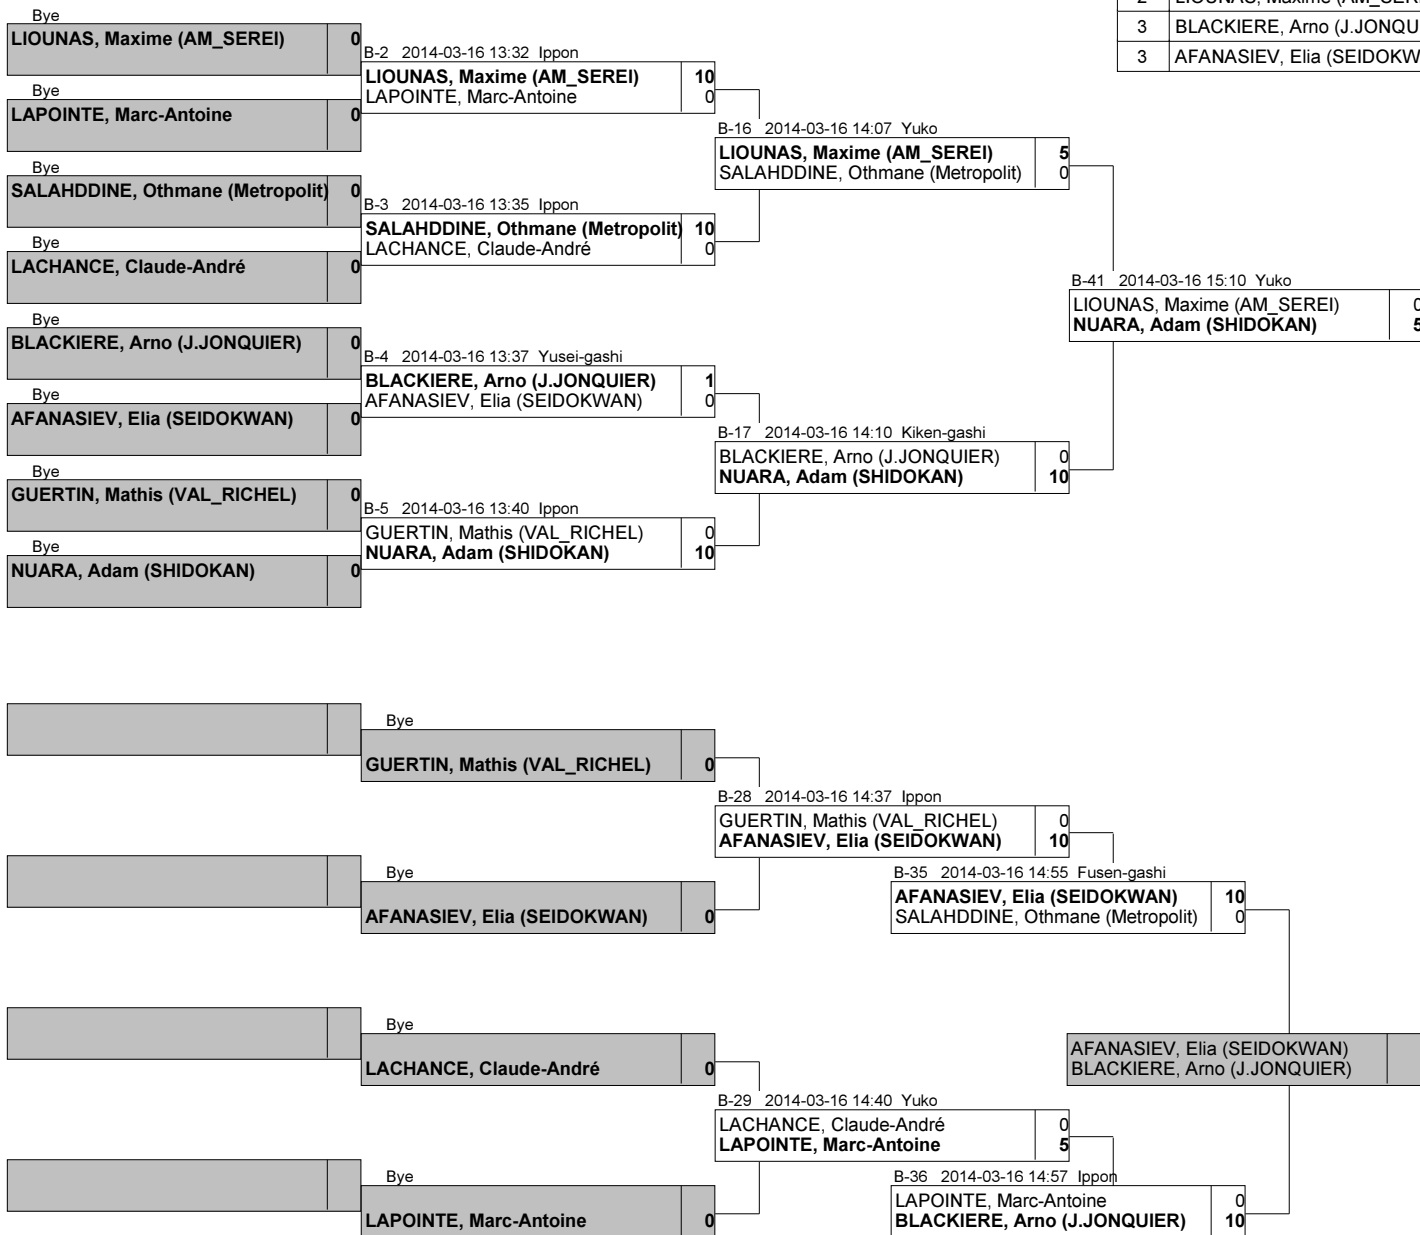 2 LIOUNAS, Maxime (AM_SEREI
3 BLACKIERE, Arno (J.JONQUI
3 AFANASIEV, Elia (SEIDOKW
Bye
LIOUNAS, Maxime (AM_SEREI) 0
Bye
LAPOINTE, Marc-Antoine 0
Bye
SALAHDDINE, Othmane (Metropolit) 0
Bye
LACHANCE, Claude-André 0
Bye
BLACKIERE, Arno (J.JONQUIER) 0
Bye
AFANASIEV, Elia (SEIDOKWAN) 0
Bye
GUERTIN, Mathis (VAL_RICHEL) 0
Bye
NUARA, Adam (SHIDOKAN) 0
B-2 2014-03-16 13:32 Ippon
LIOUNAS, Maxime (AM_SEREI) 10
LAPOINTE, Marc-Antoine 0
B-3 2014-03-16 13:35 Ippon
SALAHDDINE, Othmane (Metropolit) 10
LACHANCE, Claude-André 0
B-4 2014-03-16 13:37 Yusei-gashi
BLACKIERE, Arno (J.JONQUIER) 1
AFANASIEV, Elia (SEIDOKWAN) 0
B-5 2014-03-16 13:40 Ippon
GUERTIN, Mathis (VAL_RICHEL) 0
NUARA, Adam (SHIDOKAN) 10
B-16 2014-03-16 14:07 Yuko
LIOUNAS, Maxime (AM_SEREI) 5
SALAHDDINE, Othmane (Metropolit) 0
B-17 2014-03-16 14:10 Kiken-gashi
BLACKIERE, Arno (J.JONQUIER) 0
NUARA, Adam (SHIDOKAN) 10
B-41 2014-03-16 15:10 Yuko
LIOUNAS, Maxime (AM_SEREI) 0
NUARA, Adam (SHIDOKAN) 5
Bye
GUERTIN, Mathis (VAL_RICHEL) 0
Bye
AFANASIEV, Elia (SEIDOKWAN) 0
Bye
LACHANCE, Claude-André 0
Bye
LAPOINTE, Marc-Antoine 0
B-28 2014-03-16 14:37 Ippon
GUERTIN, Mathis (VAL_RICHEL) 0
AFANASIEV, Elia (SEIDOKWAN) 10
B-35 2014-03-16 14:55 Fusen-gashi
AFANASIEV, Elia (SEIDOKWAN) 10
SALAHDDINE, Othmane (Metropolit) 0
B-29 2014-03-16 14:40 Yuko
LACHANCE, Claude-André 0
LAPOINTE, Marc-Antoine 5
B-36 2014-03-16 14:57 Ippon
LAPOINTE, Marc-Antoine 0
BLACKIERE, Arno (J.JONQUIER) 10
AFANASIEV, Elia (SEIDOKWAN)
BLACKIERE, Arno (J.JONQUIER)